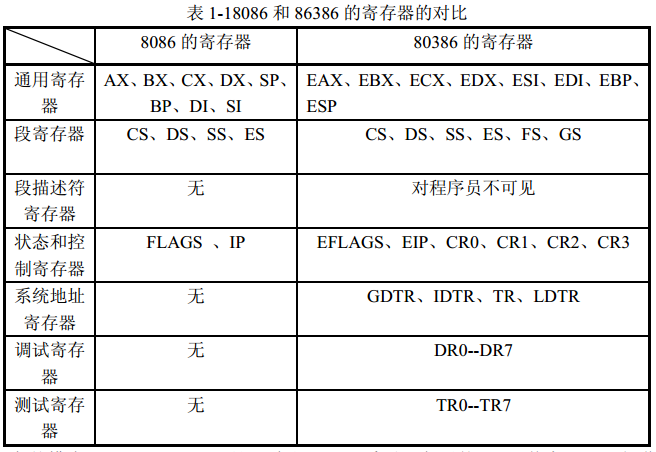 表 1-18086 和 86386 的寄存器的对比
8086 的寄存器 80386 的寄存器
通用寄存器 AX、BX、CX、DX、SP、BP、DI、SI EAX、EBX、ECX、EDX、ESI、EDI、EBP、ESP
段寄存器 CS、DS、SS、ES CS、DS、SS、ES、FS、GS
段描述符寄存器 无 对程序员不可见
状态和控制寄存器 FLAGS 、IP EFLAGS、EIP、CR0、CR1、CR2、CR3
系统地址寄存器 无 GDTR、IDTR、TR、LDTR
调试寄存器 无 DR0--DR7
测试寄存器 无 TR0--TR7